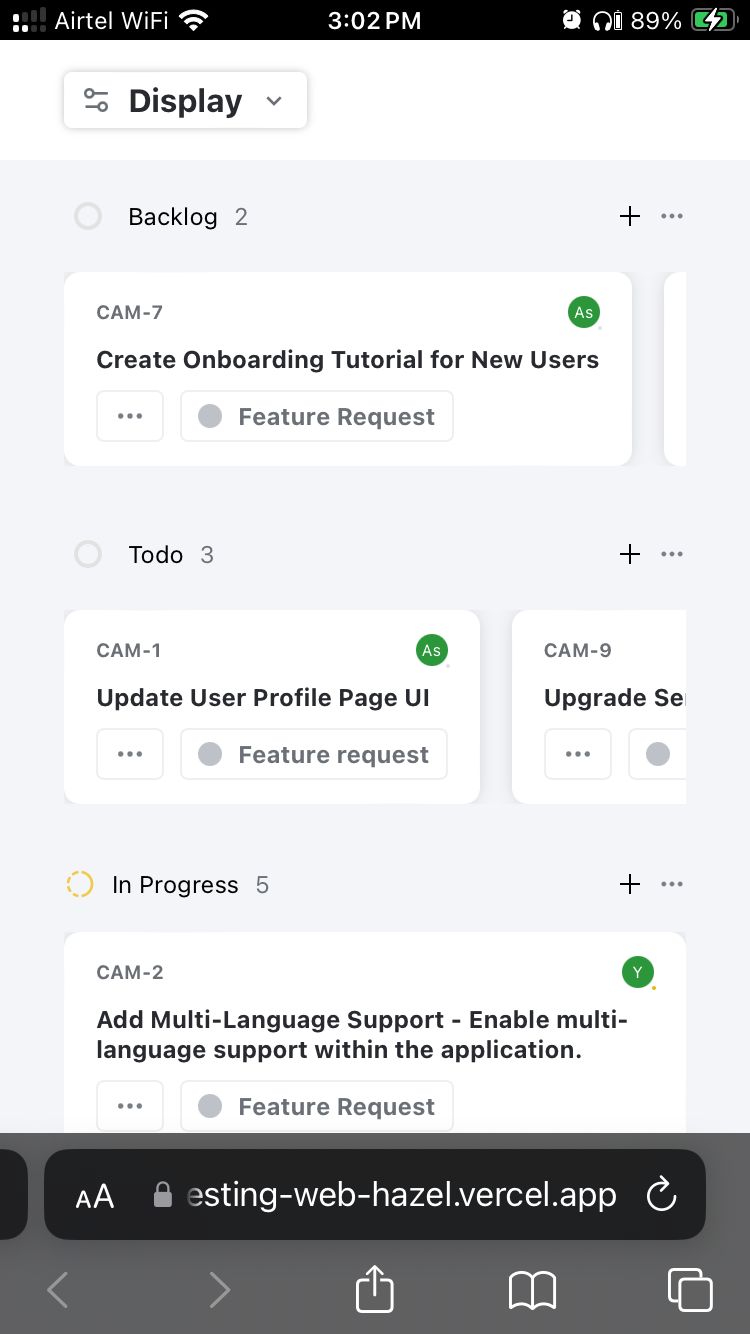 Airtel WiFi 3:02 PM 89%
Display
Backlog 2
CAM-7 As
Create Onboarding Tutorial for New Users
Feature Request
Todo 3
CAM-1 As CAM-9
Update User Profile Page UI Upgrade
Feature request
In Progress 5
CAM-2 Y
Add Multi-Language Support - Enable multi-
language support within the application.
Feature Request
AA esting-web-hazel.vercel.app